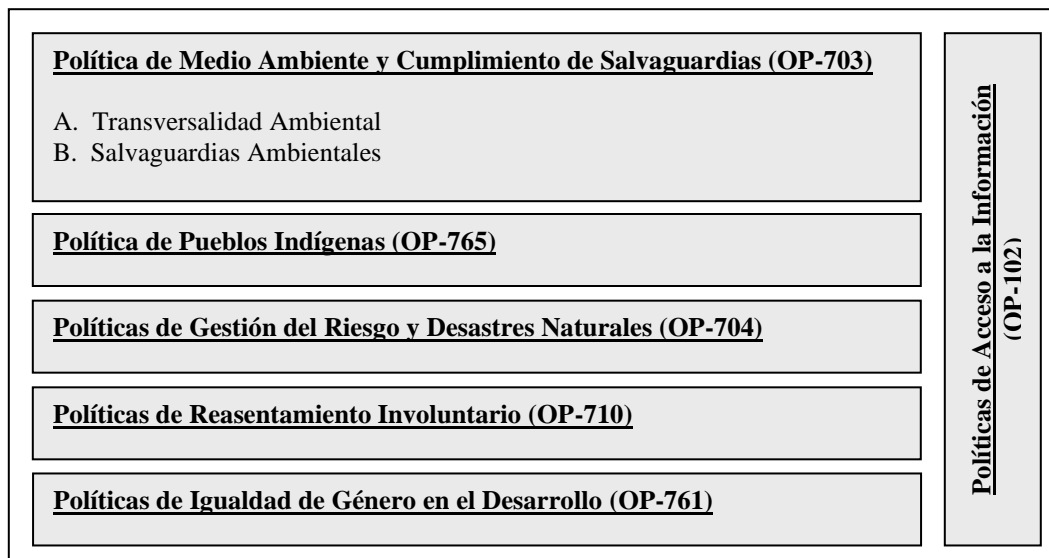 Política de Medio Ambiente y Cumplimiento de Salvaguardias (OP-703)
A. Transversalidad Ambiental
B. Salvaguardias Ambientales
Política de Pueblos Indígenas (OP-765)
Políticas de Gestión del Riesgo y Desastres Naturales (OP-704)
Políticas de Reasentamiento Involuntario (OP-710)
Políticas de Igualdad de Género en el Desarrollo (OP-761)
Políticas de Acceso a la Información
(OP-102)